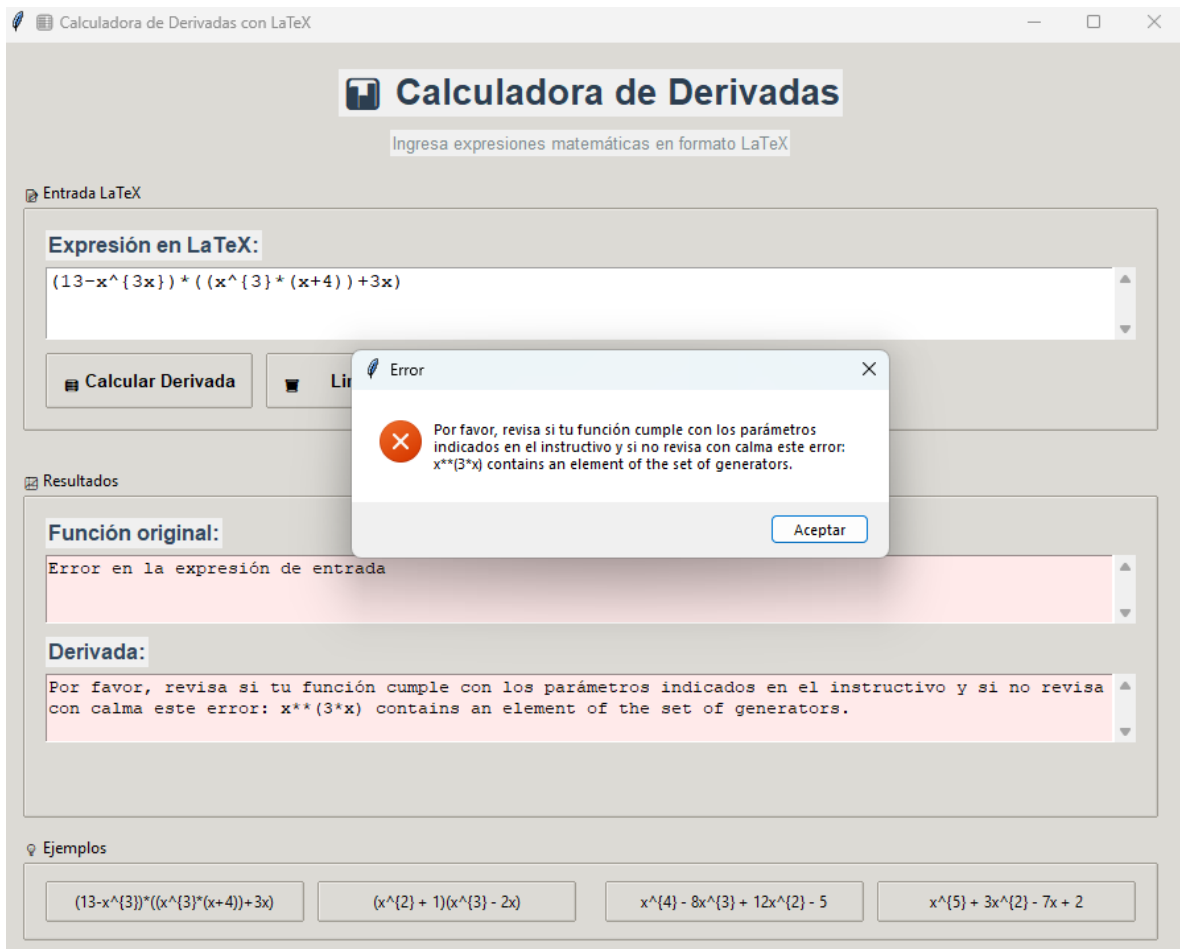 Calculadora de Derivadas con LaTeX
Calculadora de Derivadas
Ingresa expresiones matemáticas en formato LaTeX
Entrada LaTeX
Expresión en LaTeX:
(13-x^{3x})*((x^{3}*(x+4))+3x)
Calcular Derivada
Lir
Error
Por favor, revisa si tu función cumple con los parámetros
indicados en el instructivo y si no revisa con calma este error:
x**(3*x) contains an element of the set of generators.
Aceptar
Resultados
Función original:
Error en la expresión de entrada
Derivada:
Por favor, revisa si tu función cumple con los parámetros indicados en el instructivo y si no revisa
con calma este error: x**(3*x) contains an element of the set of generators.
Ejemplos
(13-x^{3})*((x^{3}*(x+4))+3x)
(x^{2} + 1)(x^{3} - 2x)
x^{4} - 8x^{3} + 12x^{2} - 5
x^{5} + 3x^{2} - 7x + 2